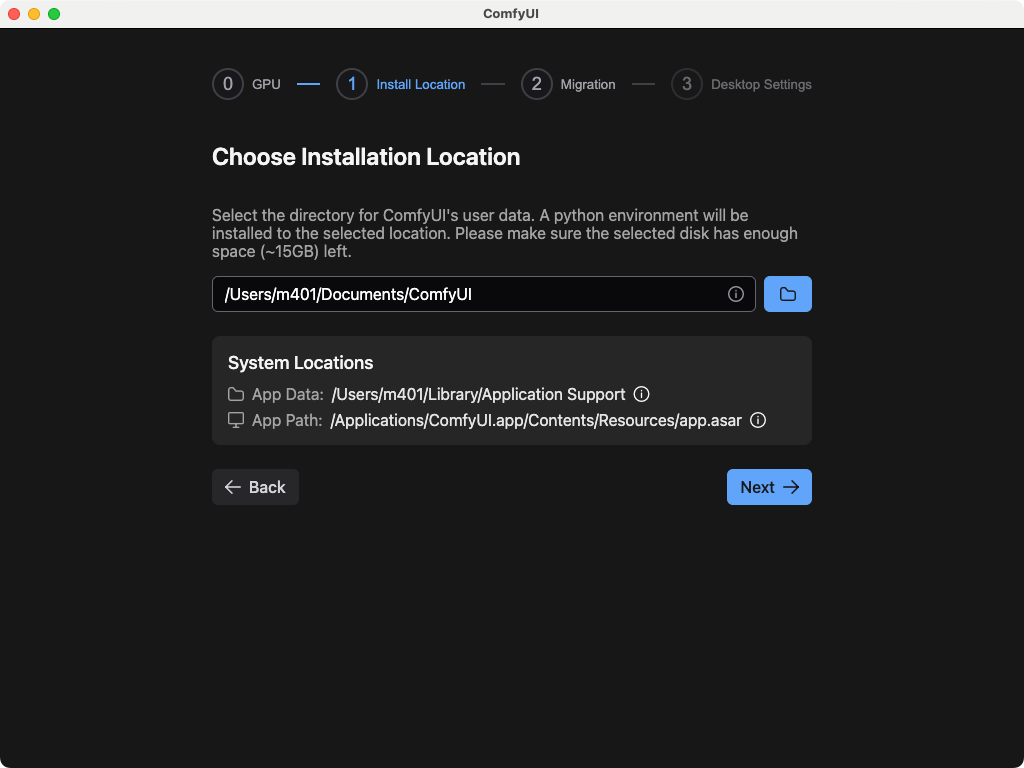 ComfyUI
0 GPU 1 Install Location 2 Migration 3 Desktop Settings
Choose Installation Location
Select the directory for ComfyUI's user data. A python environment will be
installed to the selected location. Please make sure the selected disk has enough
space (~15GB) left.
/Users/m401/Documents/ComfyUI
System Locations
App Data: /Users/m401/Library/Application Support
App Path: /Applications/ComfyUI.app/Contents/Resources/app.asar
Back Next